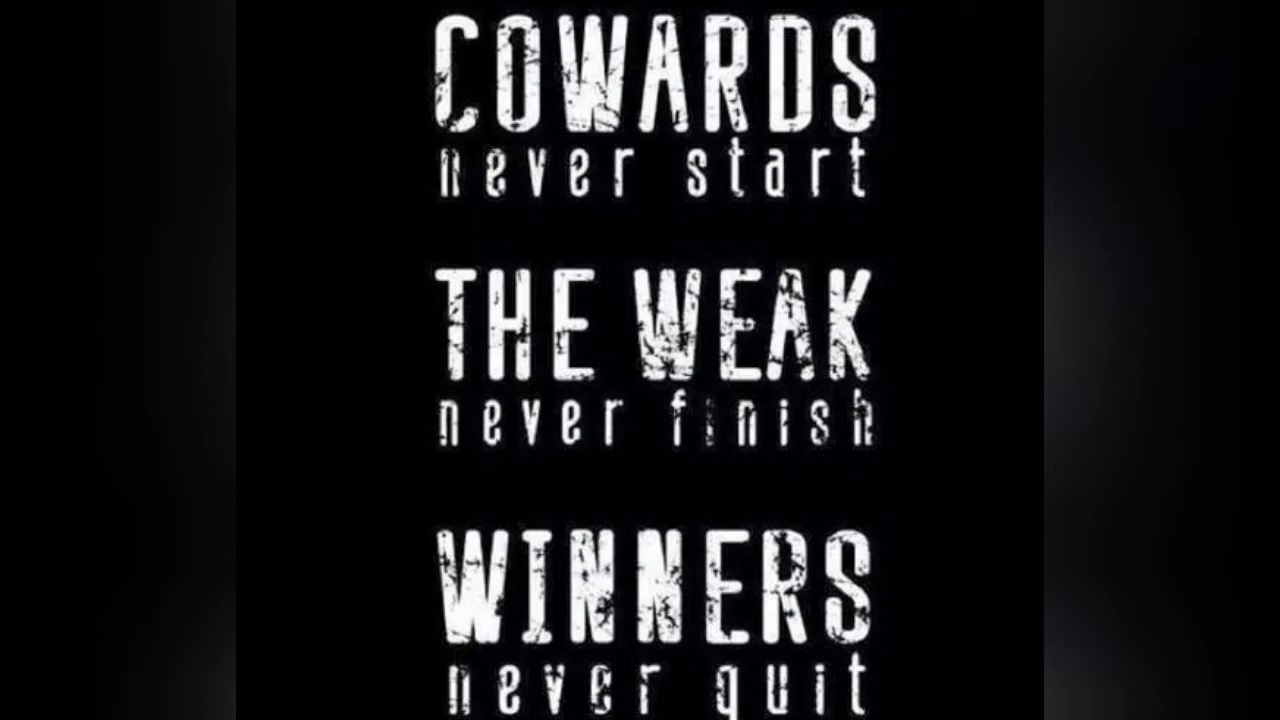 COWARDS
never start
THE WEAK
never finish
WINNERS
never quit